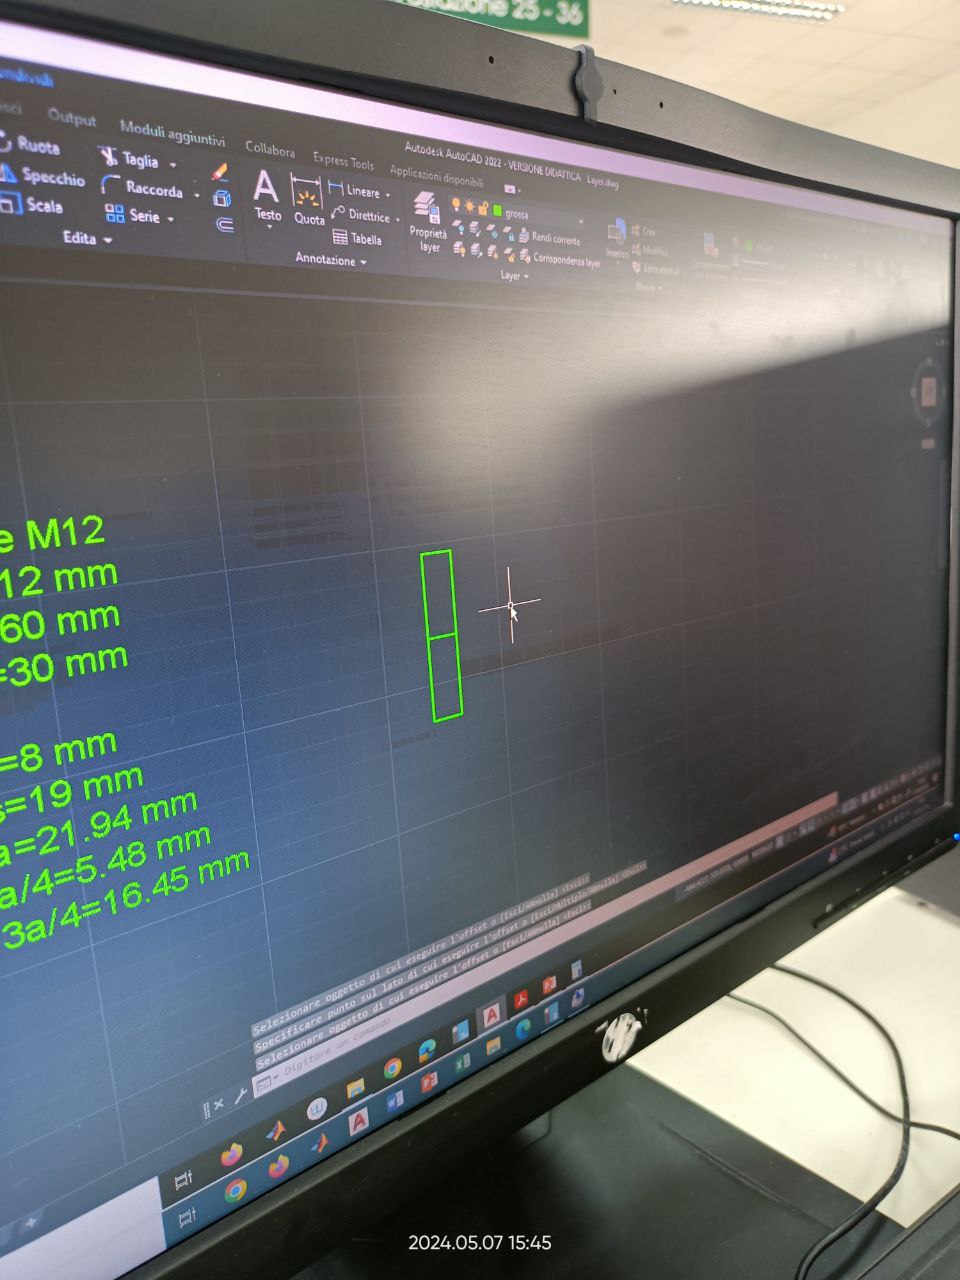 azione 25 - 36
Output
Moduli aggiuntivi
Collabora
Express Tools
Applicazioni disponibili
Autodesk AutoCAD 2022 - VERSIONE DIDATTICA
Layer.dwg
Ruota
Taglia
Specchio
Raccorda
Scala
Serie
Edita
Testo
Quota
Lineare
Direttrice
Tabella
Annotazione
Proprietà
layer
grossa
Rendi corrente
Corrispondenza layer
Layer
Inserisci
Crea
Modifica
e M12
12 mm
60 mm
=30 mm
=8 mm
s=19 mm
a=21.94 mm
a/4=5.48 mm
3a/4=16.45 mm
Selezionare oggetto di cui eseguire l'offset o [Esci/Annulla] <Esci>:
Specificare punto sul lato di cui eseguire l'offset o [Esci/Multiplo/Annulla] <Esci>:
Selezionare oggetto di cui eseguire l'offset o [Esci/Annulla] <Esci>:
Digitare un comando
hp
2024.05.07 15:45